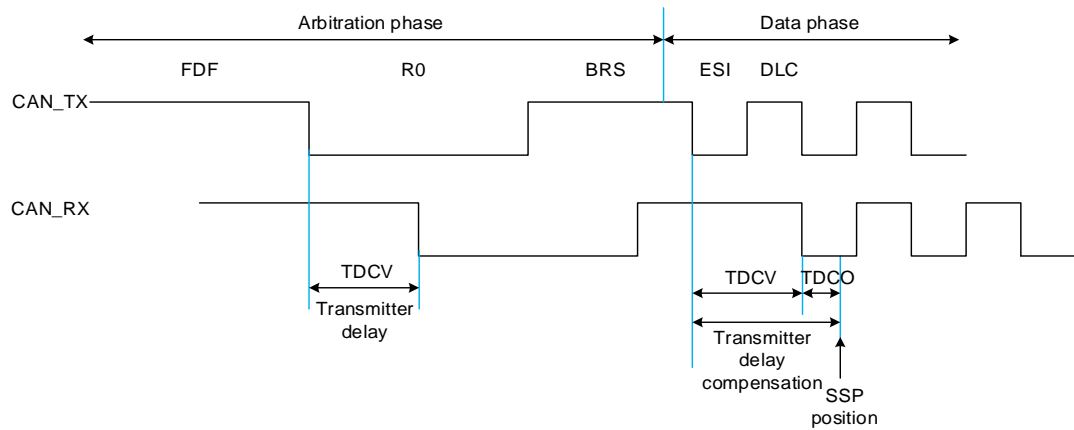 Arbitration phase
Data phase
FDF
R0
BRS
ESI
DLC
CAN_TX
CAN_RX
TDCV
TDCV
TDCO
Transmitter
delay
Transmitter
delay
compensation
SSP
position